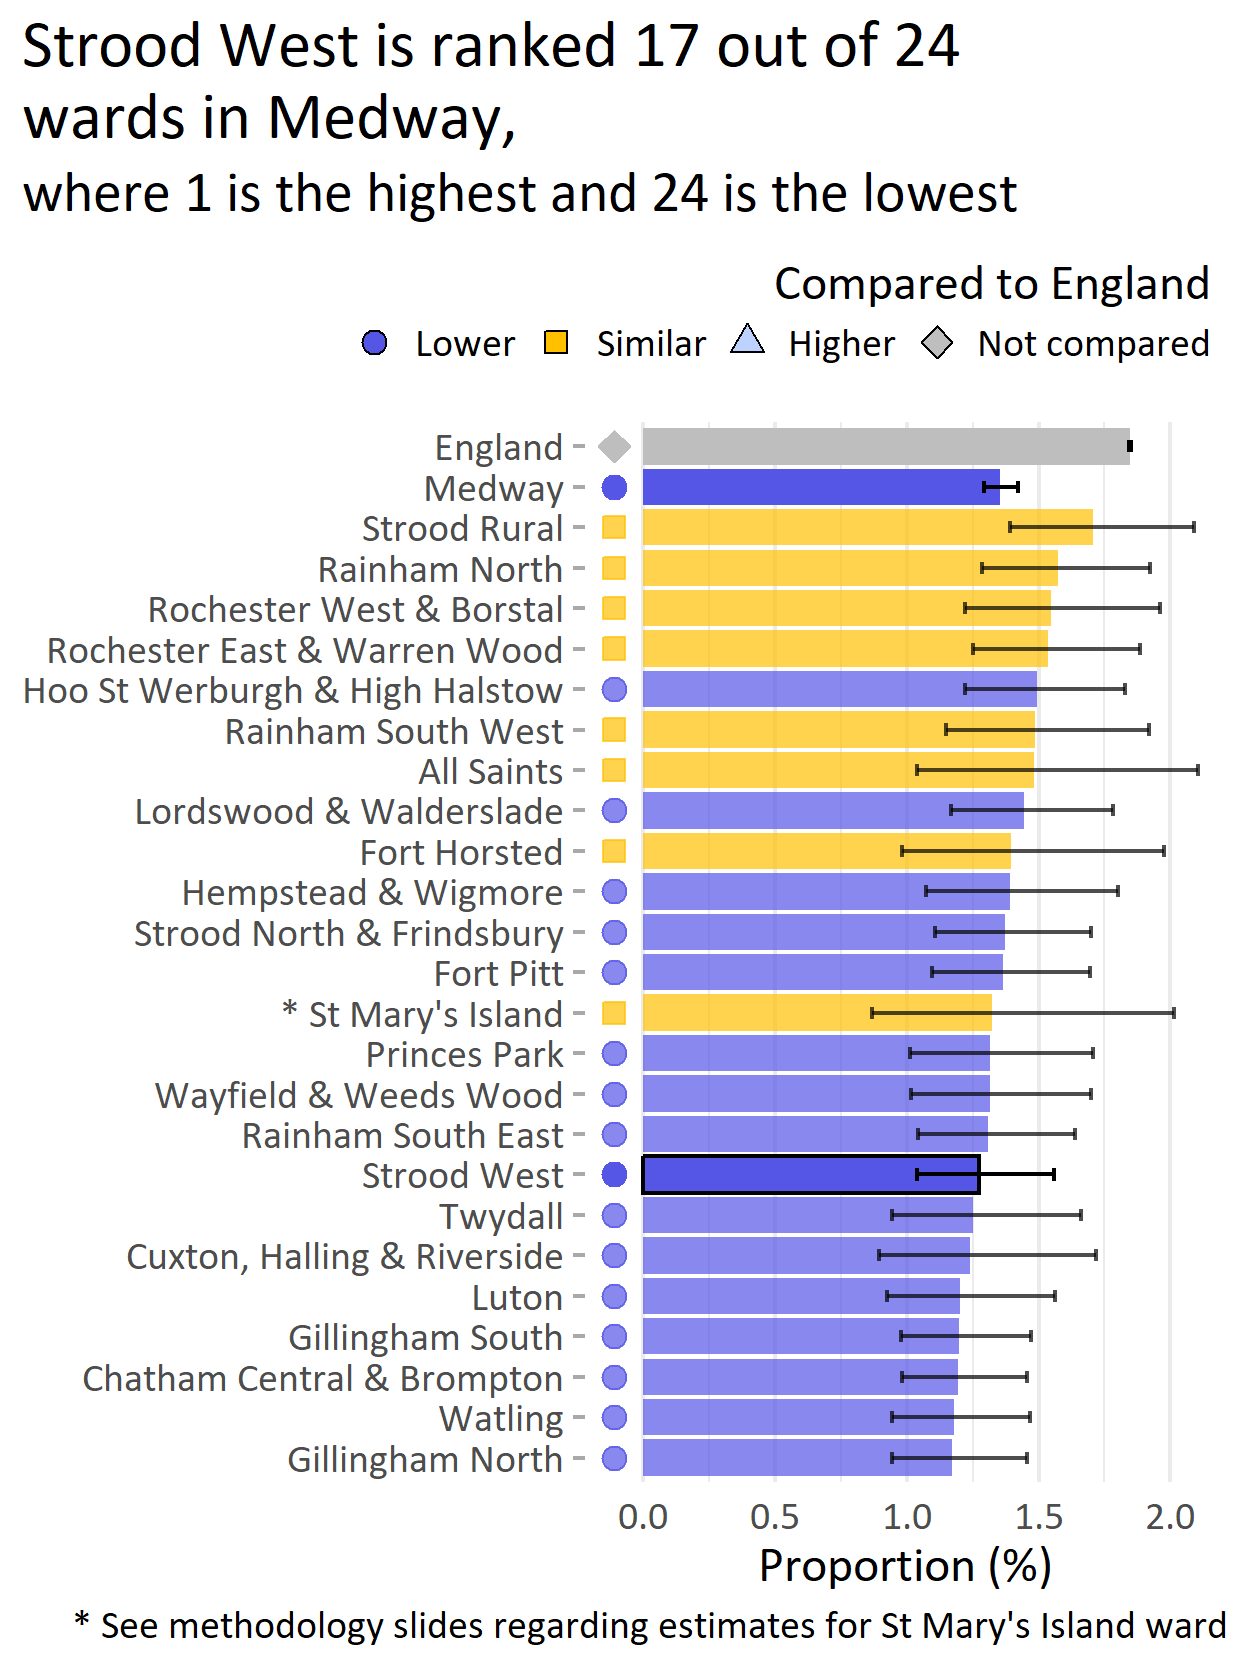 Strood West is ranked 17 out of 24
wards in Medway,
where 1 is the highest and 24 is the lowest
Compared to England
Lower Similar Higher Not compared
England
Medway
Strood Rural
Rainham North
Rochester West & Borstal
Rochester East & Warren Wood
Hoo St Werburgh & High Halstow
Rainham South West
All Saints
Lordswood & Walderslade
Fort Horsted
Hempstead & Wigmore
Strood North & Frindsbury
Fort Pitt
* St Mary's Island
Princes Park
Wayfield & Weeds Wood
Rainham South East
Strood West
Twydall
Cuxton, Halling & Riverside
Luton
Gillingham South
Chatham Central & Brompton
Watling
Gillingham North
0.0 0.5 1.0 1.5 2.0
Proportion (%)
* See methodology slides regarding estimates for St Mary's Island ward